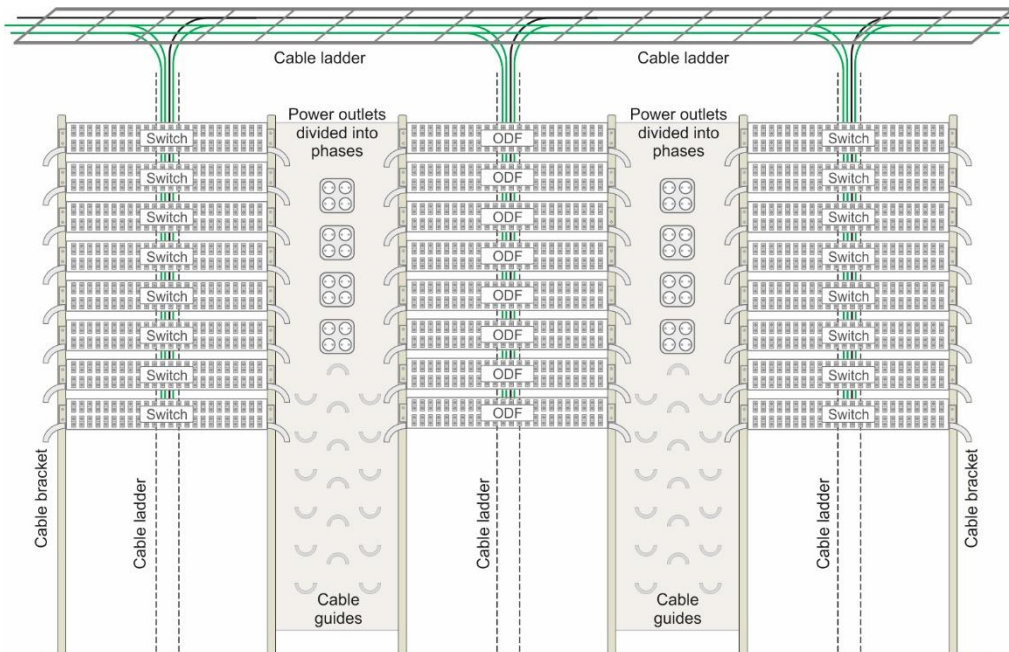 Cable ladder
Cable ladder
Power outlets
divided into
phases
Power outlets
divided into
phases
Switch
Switch
Switch
Switch
Switch
Switch
Switch
Switch
ODF
ODF
ODF
ODF
ODF
ODF
ODF
ODF
Switch
Switch
Switch
Switch
Switch
Switch
Switch
Switch
Cable bracket
Cable ladder
Cable ladder
Cable ladder
Cable bracket
Cable
guides
Cable
guides